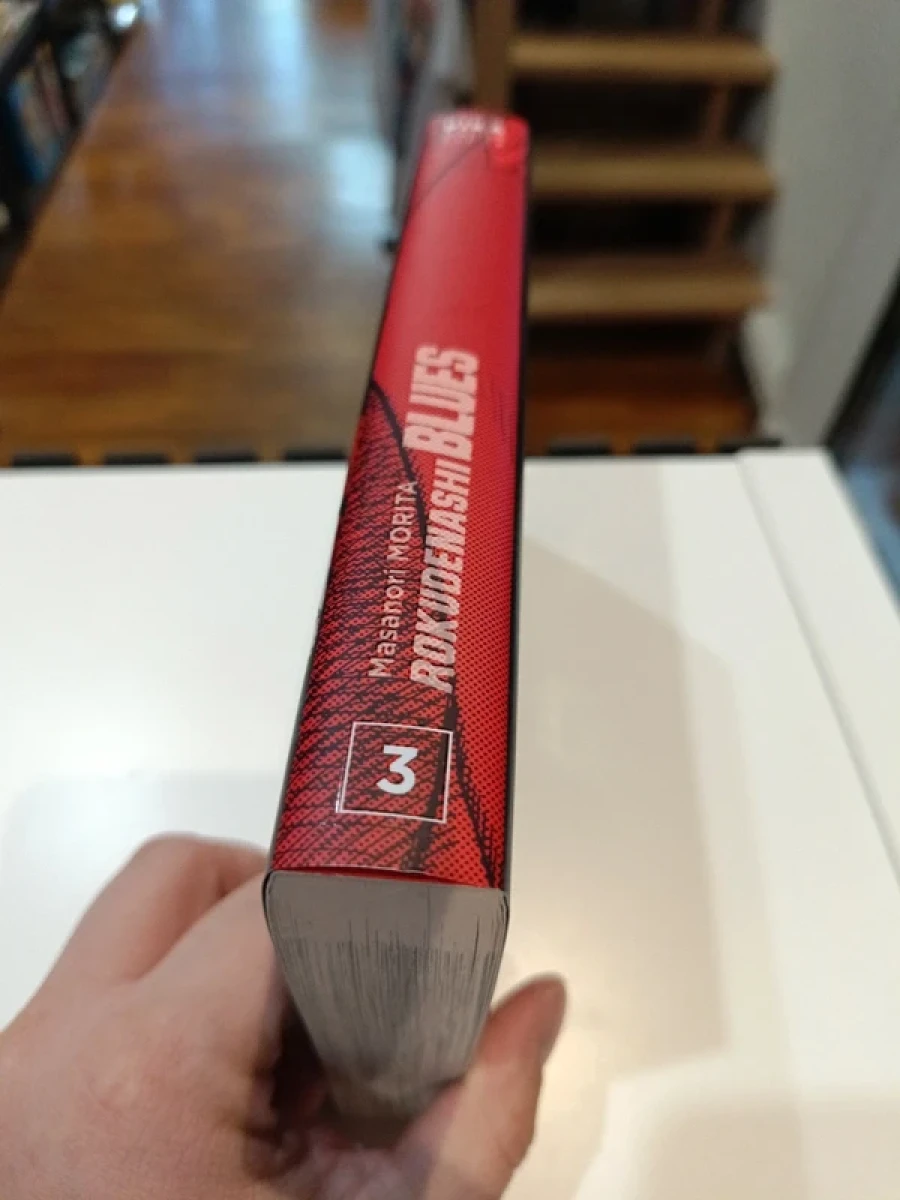 Masanori MORITA
ROKUDENASHI BLUES
3